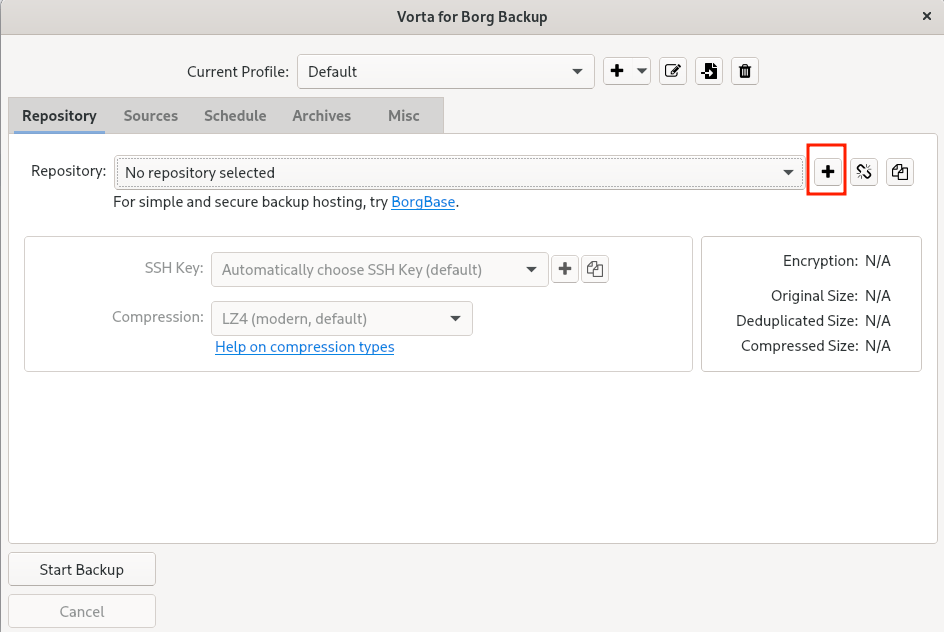 Vorta for Borg Backup
Current Profile: Default
Repository Sources Schedule Archives Misc
Repository: No repository selected
For simple and secure backup hosting, try BorgBase.
SSH Key: Automatically choose SSH Key (default)
Compression: LZ4 (modern, default)
Help on compression types
Encryption: N/A
Original Size: N/A
Deduplicated Size: N/A
Compressed Size: N/A
Start Backup
Cancel